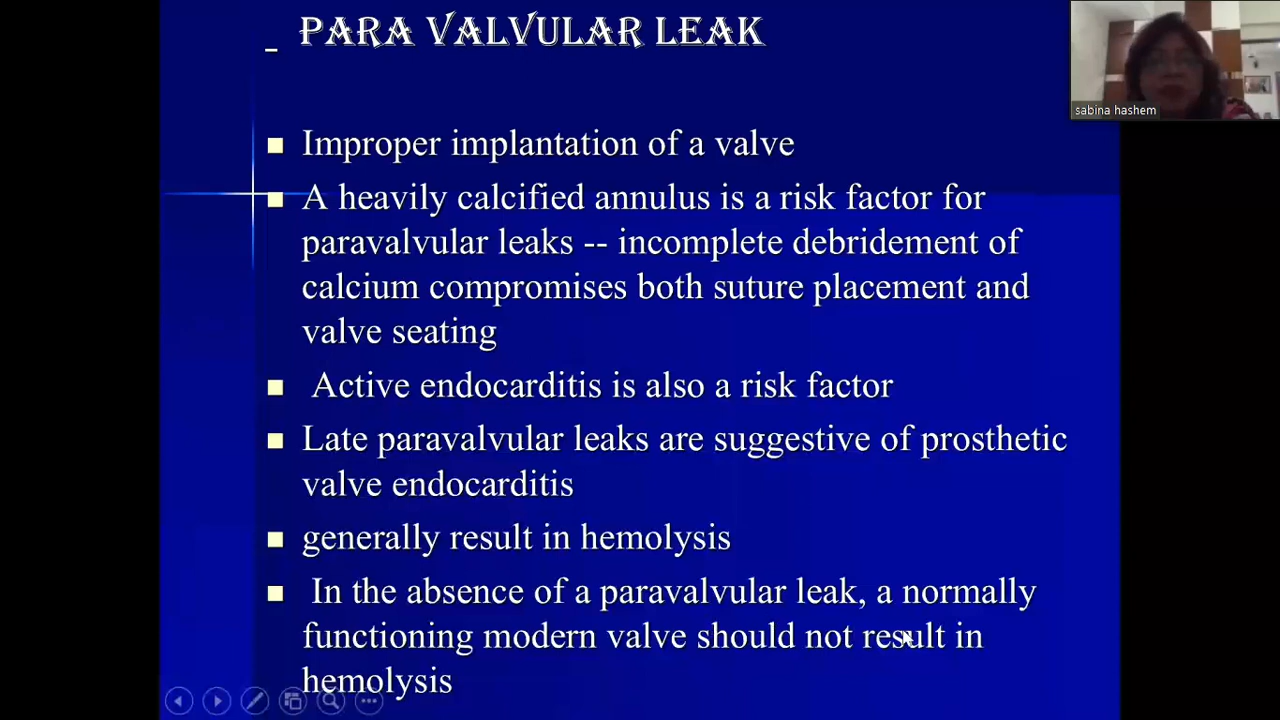 - PARA VALVULAR LEAK
sabina hashem
■ Improper implantation of a valve
■ A heavily calcified annulus is a risk factor for
paravalvular leaks -- incomplete debridement of
calcium compromises both suture placement and
valve seating
■ Active endocarditis is also a risk factor
■ Late paravalvular leaks are suggestive of prosthetic
valve endocarditis
■ generally result in hemolysis
■ In the absence of a paravalvular leak, a normally
functioning modern valve should not result in
hemolysis